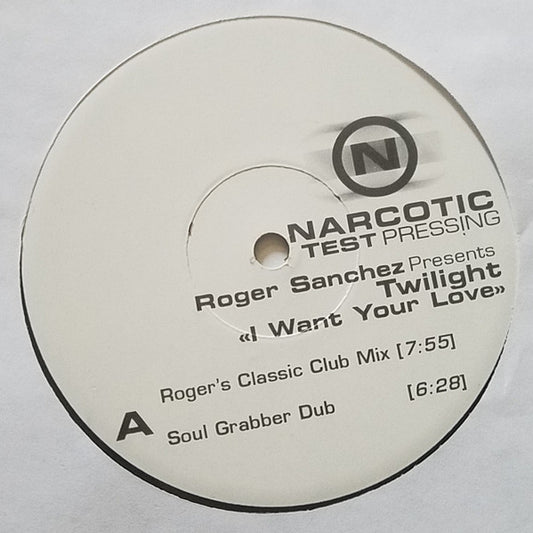 N
NARCOTIC
TEST PRESSING
Roger Sanchez Presents
Twilight
«I Want Your Love»
Roger's Classic Club Mix [7:55]
A
Soul Grabber Dub [6:28]